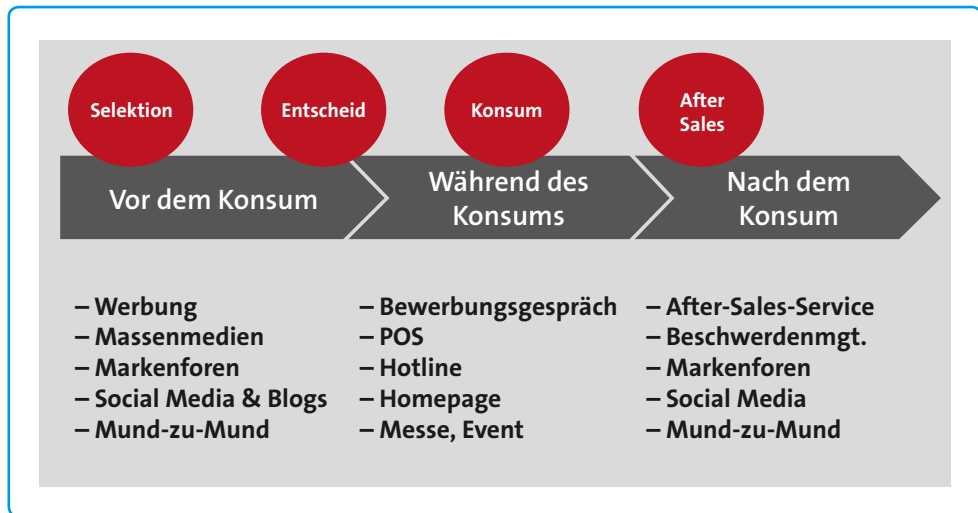 Selektion
Entscheid
Konsum
After
Sales
Vor dem Konsum
Während des
Konsums
Nach dem
Konsum
– Werbung
– Massenmedien
– Markenforen
– Social Media & Blogs
– Mund-zu-Mund
– Bewerbungsgespräch
– POS
– Hotline
– Homepage
– Messe, Event
– After-Sales-Service
– Beschwerdenmgt.
– Markenforen
– Social Media
– Mund-zu-Mund